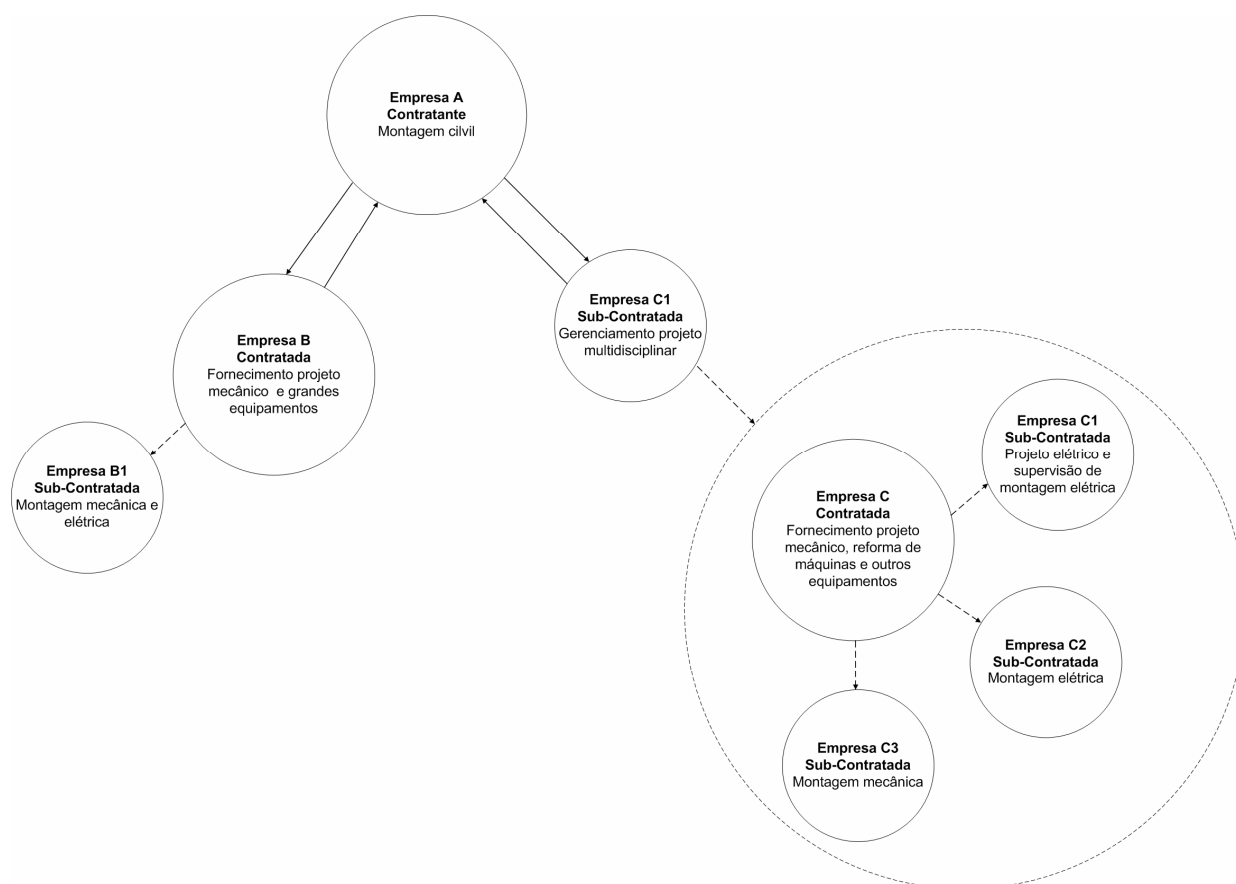 Empresa A
Contratante
Montagem cilvil
Empresa B
Contratada
Fornecimento projeto
mecânico e grandes
equipamentos
Empresa B1
Sub-Contratada
Montagem mecânica e
elétrica
Empresa C1
Sub-Contratada
Gerenciamento projeto
multidisciplinar
Empresa C
Contratada
Fornecimento projeto
mecânico, reforma de
máquinas e outros
equipamentos
Empresa C1
Sub-Contratada
Projeto elétrico e
supervisão de
montagem elétrica
Empresa C2
Sub-Contratada
Montagem elétrica
Empresa C3
Sub-Contratada
Montagem mecânica